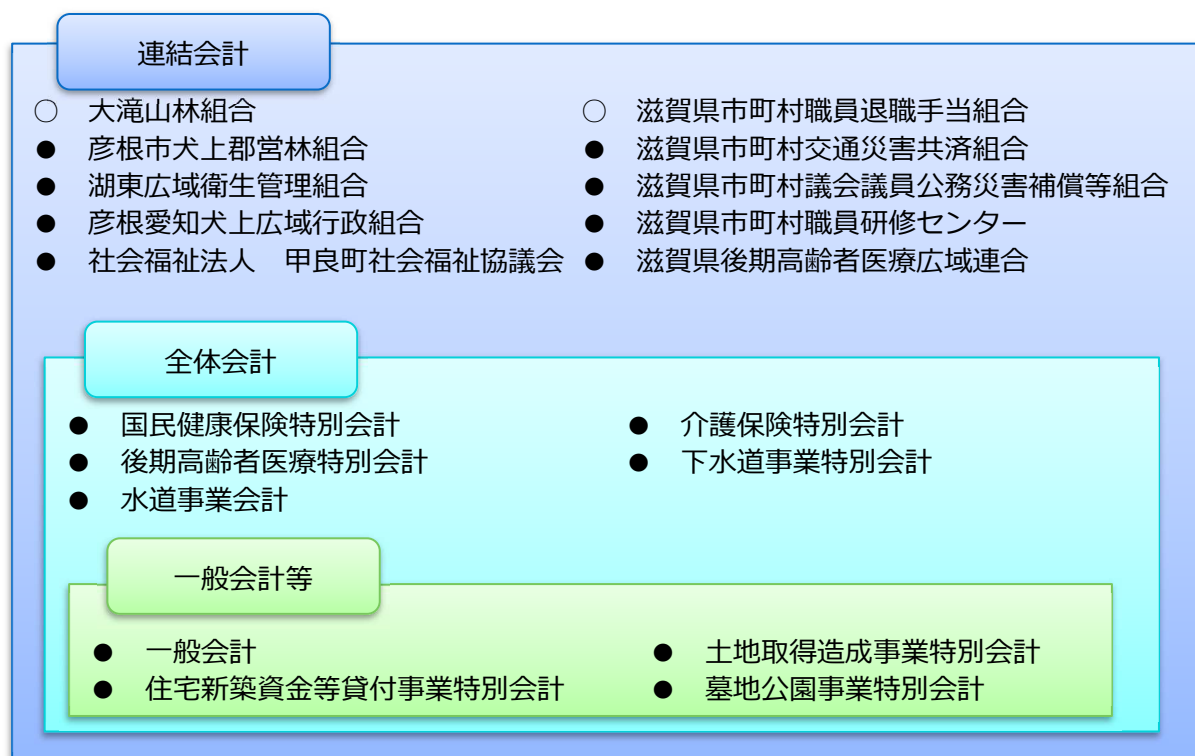 連結会計
○ 大滝山林組合
● 彦根市犬上郡営林組合
● 湖東広域衛生管理組合
● 彦根愛知犬上広域行政組合
● 社会福祉法人　甲良町社会福祉協議会
○ 滋賀県市町村職員退職手当組合
● 滋賀県市町村交通災害共済組合
● 滋賀県市町村議会議員公務災害補償等組合
● 滋賀県市町村職員研修センター
● 滋賀県後期高齢者医療広域連合
全体会計
● 国民健康保険特別会計
● 後期高齢者医療特別会計
● 水道事業会計
● 介護保険特別会計
● 下水道事業特別会計
一般会計等
● 一般会計
● 住宅新築資金等貸付事業特別会計
● 土地取得造成事業特別会計
● 墓地公園事業特別会計